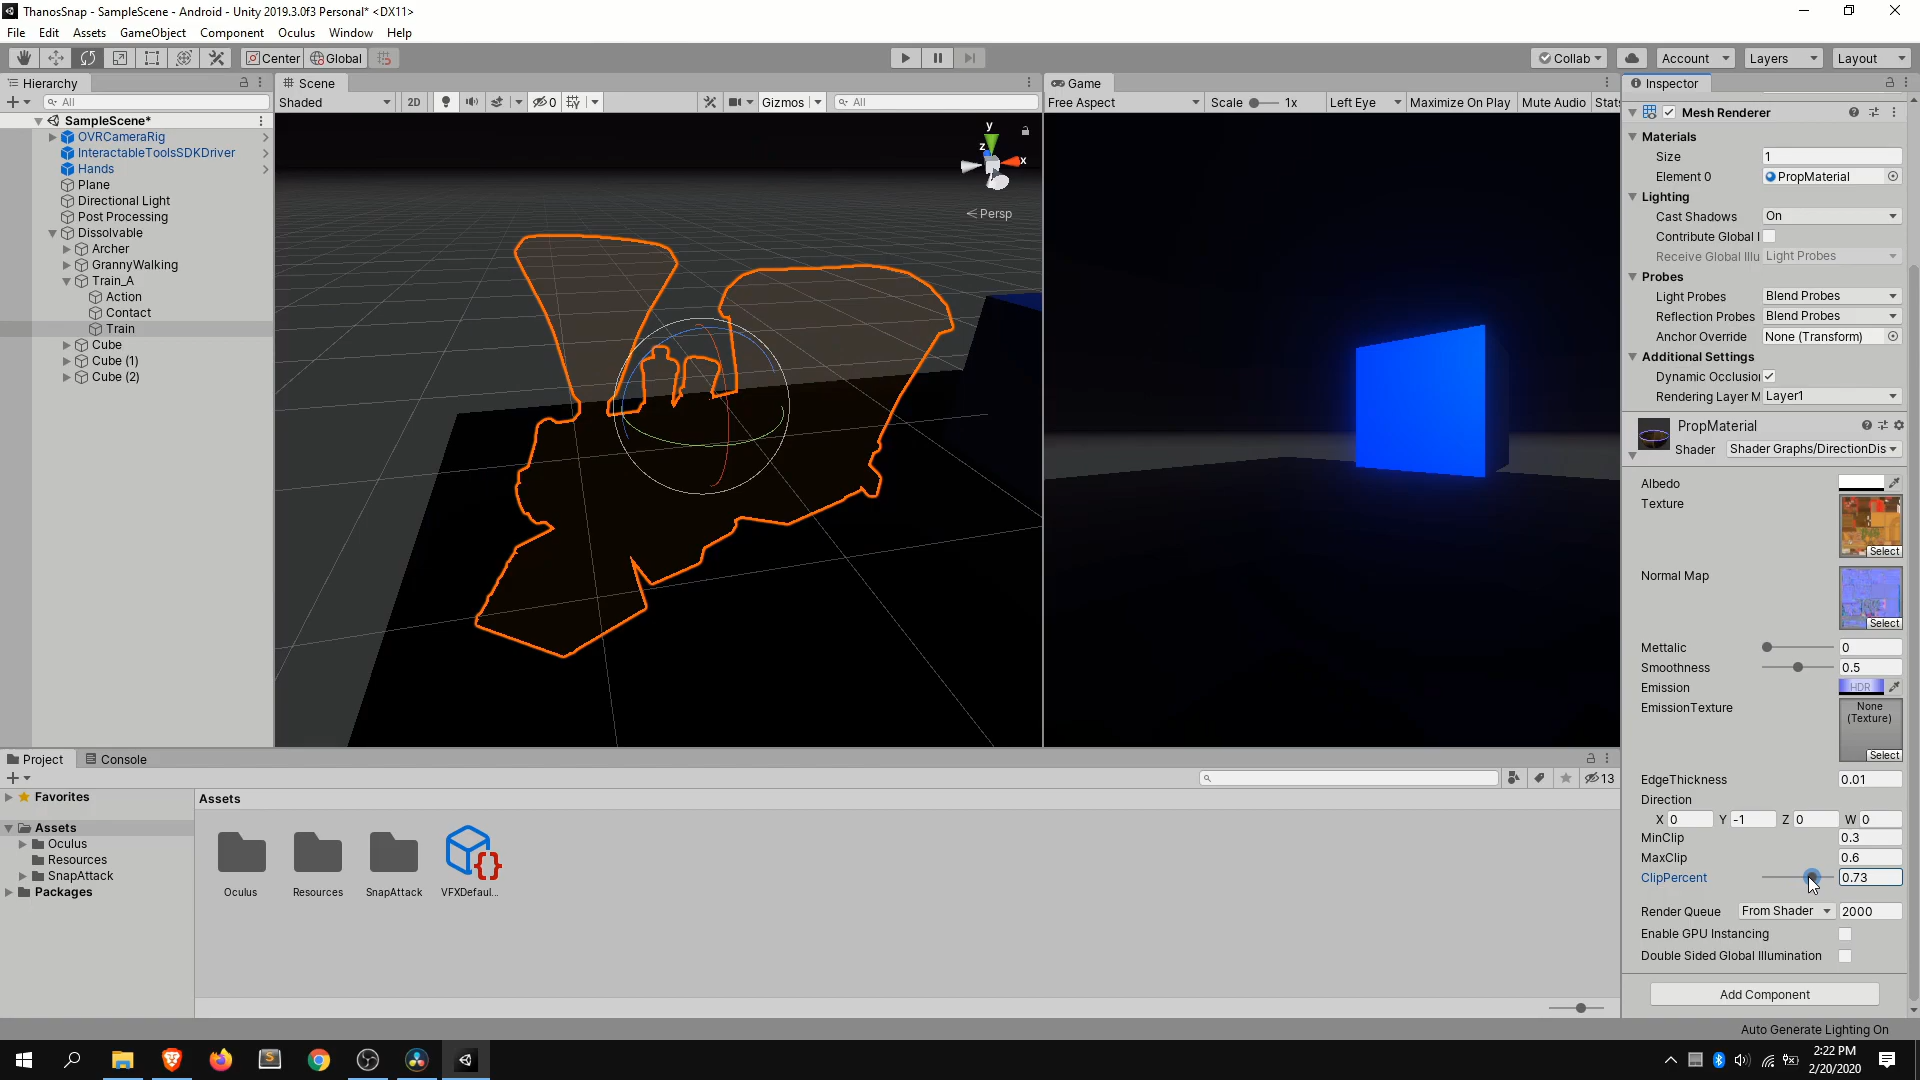 ThanosSnap - SampleScene - Android - Unity 2019.3.0f3 Personal* <DX11>
File Edit Assets GameObject Component Oculus Window Help
Center Global Collab Account Layers Layout
Hierarchy
All
SampleScene*
OVRCameraRig
InteractableToolsSDKDriver
Hands
Plane
Directional Light
Post Processing
Dissolvable
Archer
GrannyWalking
Train_A
Action
Contact
Train
Cube
Cube (1)
Cube (2)
Scene
Shaded 2D 0 Gizmos All
y
z
x
Persp
Game
Free Aspect Scale 1x Left Eye Maximize On Play Mute Audio Stats
Inspector
Mesh Renderer
Materials
Size 1
Element 0 PropMaterial
Lighting
Cast Shadows On
Contribute Global I
Receive Global Illu Light Probes
Probes
Light Probes Blend Probes
Reflection Probes Blend Probes
Anchor Override None (Transform)
Additional Settings
Dynamic Occlusion
Rendering Layer M Layer1
PropMaterial
Shader Shader Graphs/DirectionDis
Albedo
Texture
Select
Normal Map
Select
Mettalic 0
Smoothness 0.5
Emission HDR
EmissionTexture
None
(Texture)
Select
EdgeThickness 0.01
Direction
X 0 Y -1 Z 0 W 0
MinClip 0.3
MaxClip 0.6
ClipPercent 0.73
Render Queue From Shader 2000
Enable GPU Instancing
Double Sided Global Illumination
Add Component
Project Console
13
Favorites
Assets
Oculus
Resources
SnapAttack
Packages
Assets
Oculus Resources SnapAttack VFXDefaul...
Auto Generate Lighting On
2:22 PM
2/20/2020